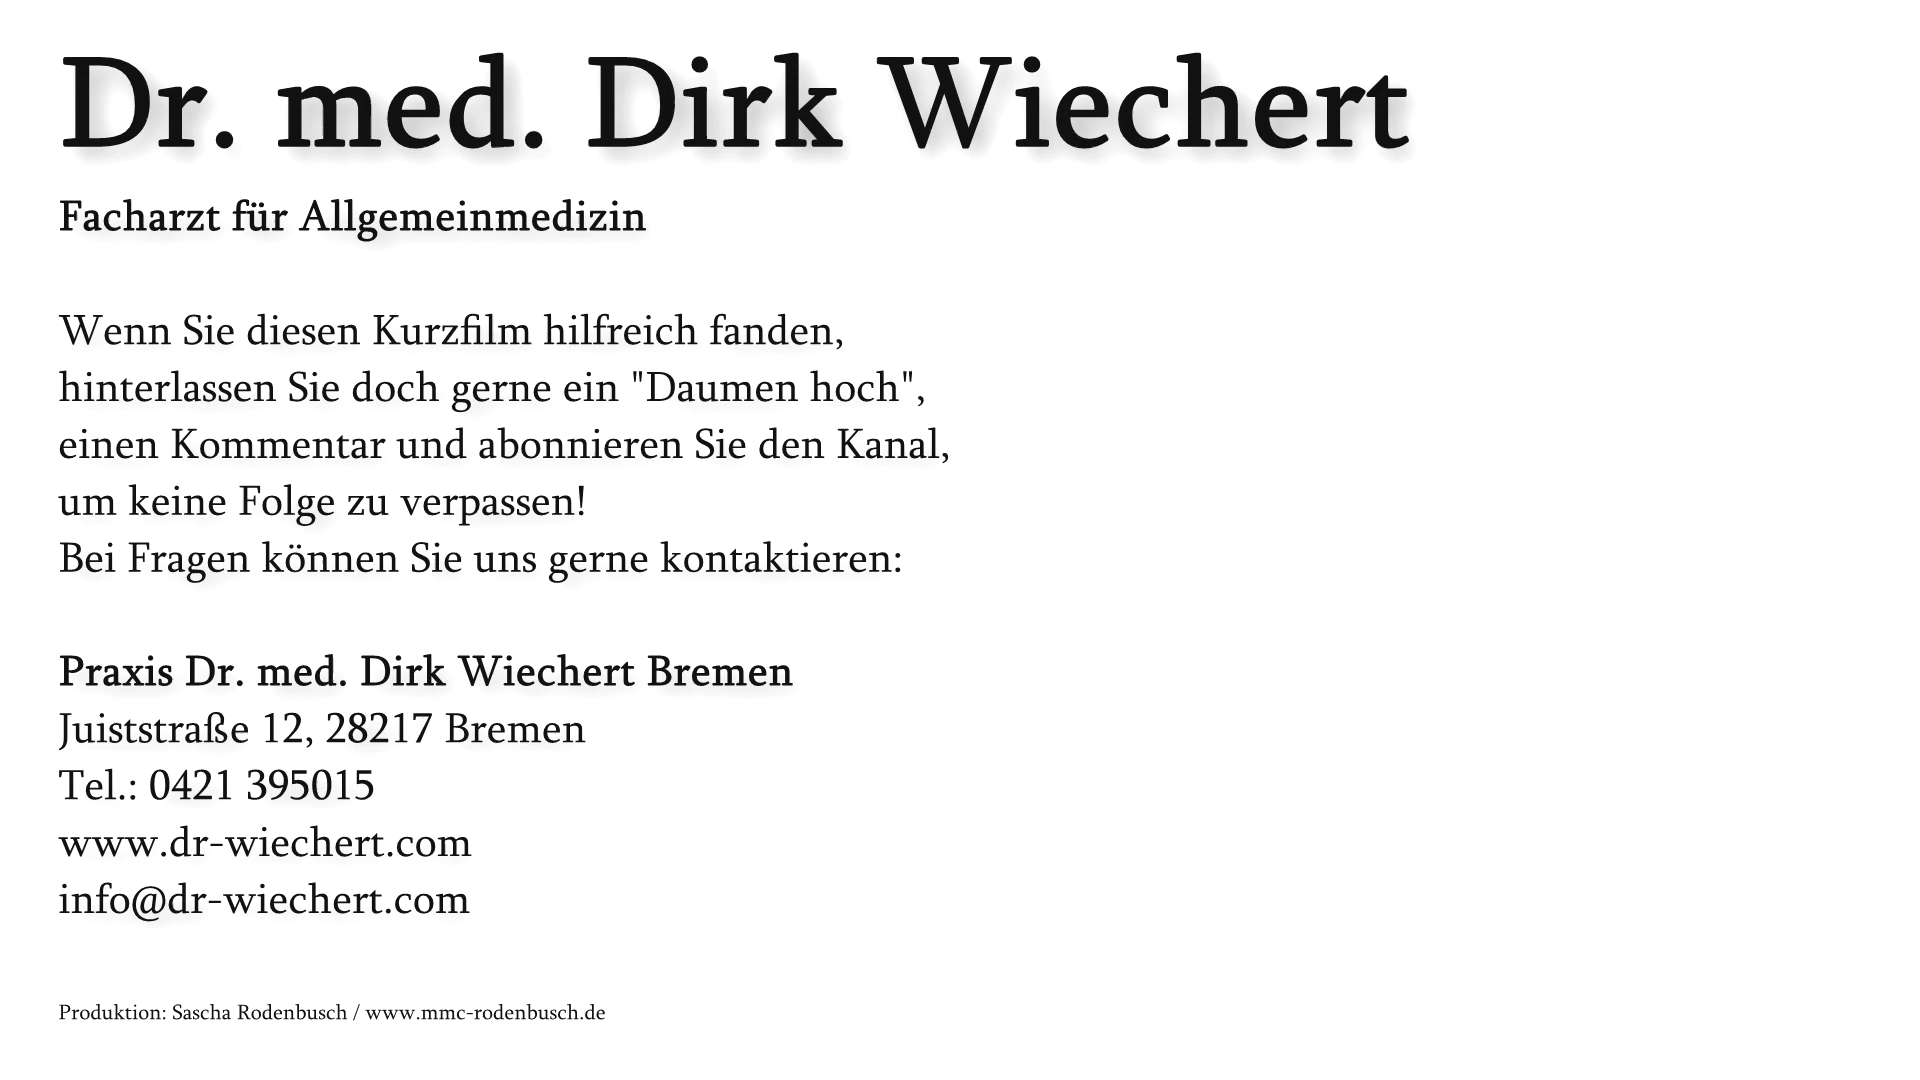 Dr. med. Dirk Wiechert
Facharzt für Allgemeinmedizin
Wenn Sie diesen Kurzfilm hilfreich fanden,
hinterlassen Sie doch gerne ein "Daumen hoch",
einen Kommentar und abonnieren Sie den Kanal,
um keine Folge zu verpassen!
Bei Fragen können Sie uns gerne kontaktieren:
Praxis Dr. med. Dirk Wiechert Bremen
Juiststraße 12, 28217 Bremen
Tel.: 0421 395015
www.dr-wiechert.com
info@dr-wiechert.com
Produktion: Sascha Rodenbusch / www.mmc-rodenbusch.de